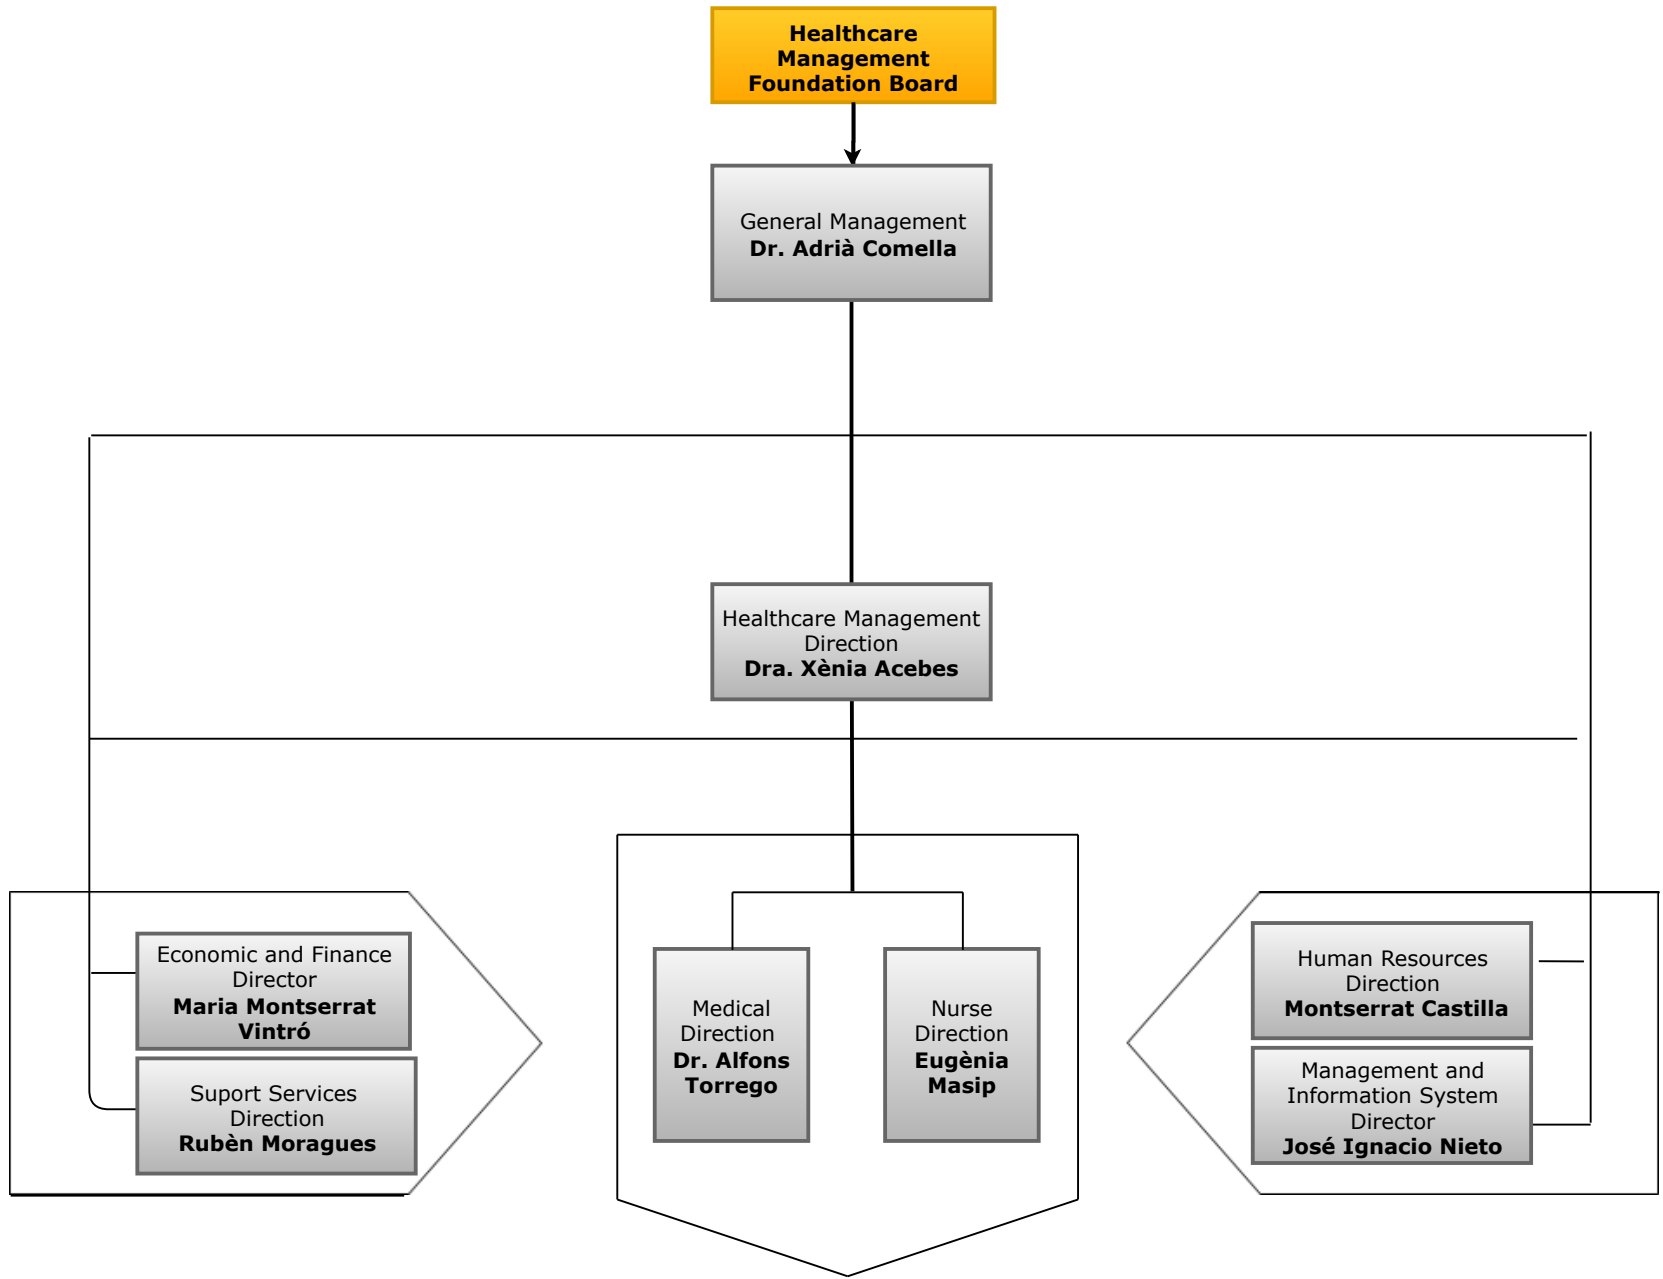 Healthcare
Management
Foundation Board
General Management
Dr. Adrià Comella
Healthcare Management
Direction
Dra. Xènia Acebes
Economic and Finance
Director
Maria Montserrat
Vintró
Suport Services
Direction
Rubèn Moragues
Medical
Direction
Dr. Alfons
Torrego
Nurse
Direction
Eugènia
Masip
Human Resources
Direction
Montserrat Castilla
Management and
Information System
Director
José Ignacio Nieto